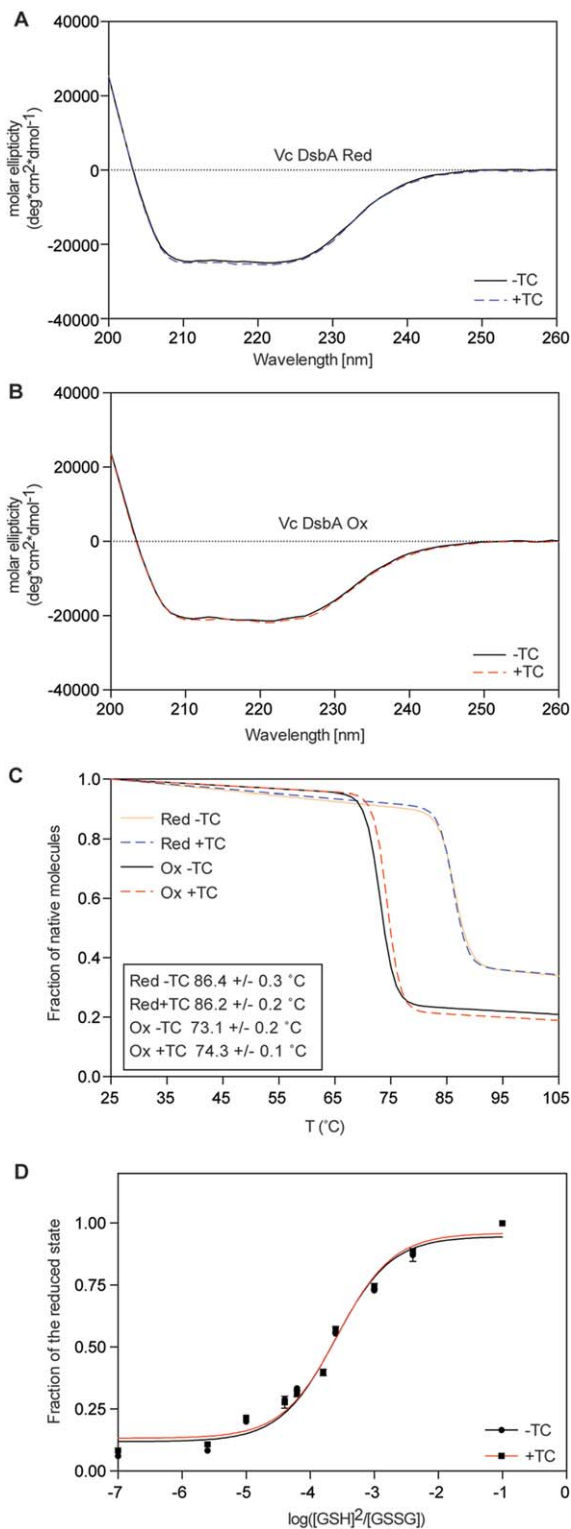 A
molar ellipticity
(deg*cm2*dmol-1)
40000
20000
0
-20000
-40000
Vc DsbA Red
-TC
+TC
200 210 220 230 240 250 260
Wavelength [nm]
B
molar ellipticity
(deg*cm2*dmol-1)
40000
20000
0
-20000
-40000
Vc DsbA Ox
-TC
+TC
200 210 220 230 240 250 260
Wavelength [nm]
C
Fraction of native molecules
1.0
0.8
0.6
0.4
0.2
0.0
Red -TC
Red +TC
Ox -TC
Ox +TC
Red -TC 86.4 +/- 0.3 ˚C
Red+TC 86.2 +/- 0.2 ˚C
Ox -TC 73.1 +/- 0.2 ˚C
Ox +TC 74.3 +/- 0.1 ˚C
25 35 45 55 65 75 85 95 105
T (˚C)
D
Fraction of the reduced state
1.00
0.75
0.50
0.25
0.00
-TC
+TC
-7 -6 -5 -4 -3 -2 -1 0
log([GSH]2/[GSSG])